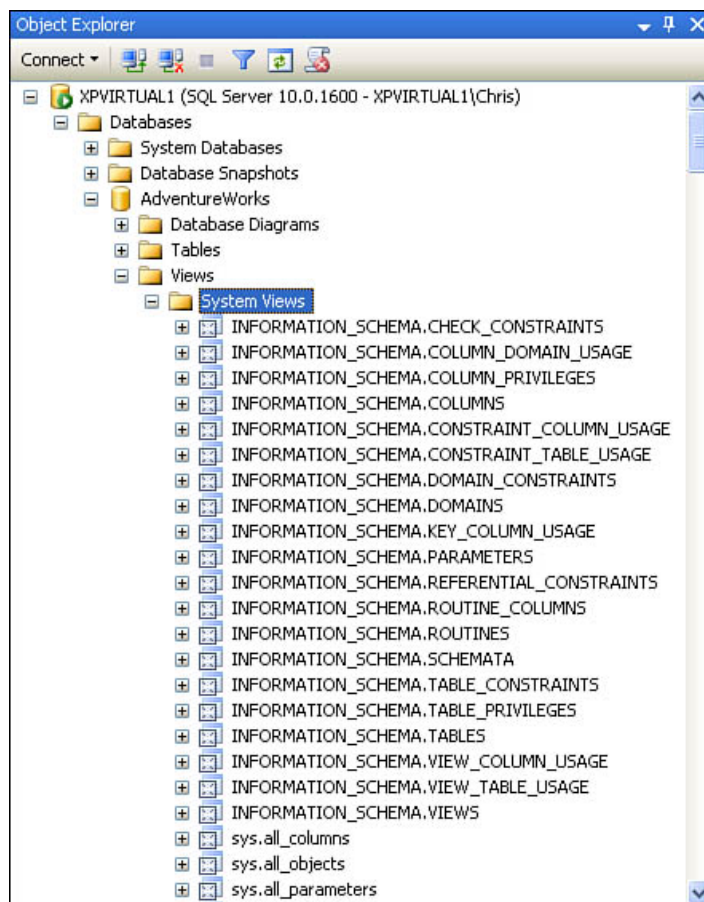 Object Explorer
Connect
XPVIRTUAL1 (SQL Server 10.0.1600 - XPVIRTUAL1\Chris)
Databases
System Databases
Database Snapshots
AdventureWorks
Database Diagrams
Tables
Views
System Views
INFORMATION_SCHEMA.CHECK_CONSTRAINTS
INFORMATION_SCHEMA.COLUMN_DOMAIN_USAGE
INFORMATION_SCHEMA.COLUMN_PRIVILEGES
INFORMATION_SCHEMA.COLUMNS
INFORMATION_SCHEMA.CONSTRAINT_COLUMN_USAGE
INFORMATION_SCHEMA.CONSTRAINT_TABLE_USAGE
INFORMATION_SCHEMA.DOMAIN_CONSTRAINTS
INFORMATION_SCHEMA.DOMAINS
INFORMATION_SCHEMA.KEY_COLUMN_USAGE
INFORMATION_SCHEMA.PARAMETERS
INFORMATION_SCHEMA.REFERENTIAL_CONSTRAINTS
INFORMATION_SCHEMA.ROUTINE_COLUMNS
INFORMATION_SCHEMA.ROUTINES
INFORMATION_SCHEMA.SCHEMATA
INFORMATION_SCHEMA.TABLE_CONSTRAINTS
INFORMATION_SCHEMA.TABLE_PRIVILEGES
INFORMATION_SCHEMA.TABLES
INFORMATION_SCHEMA.VIEW_COLUMN_USAGE
INFORMATION_SCHEMA.VIEW_TABLE_USAGE
INFORMATION_SCHEMA.VIEWS
sys.all_columns
sys.all_objects
sys.all_parameters